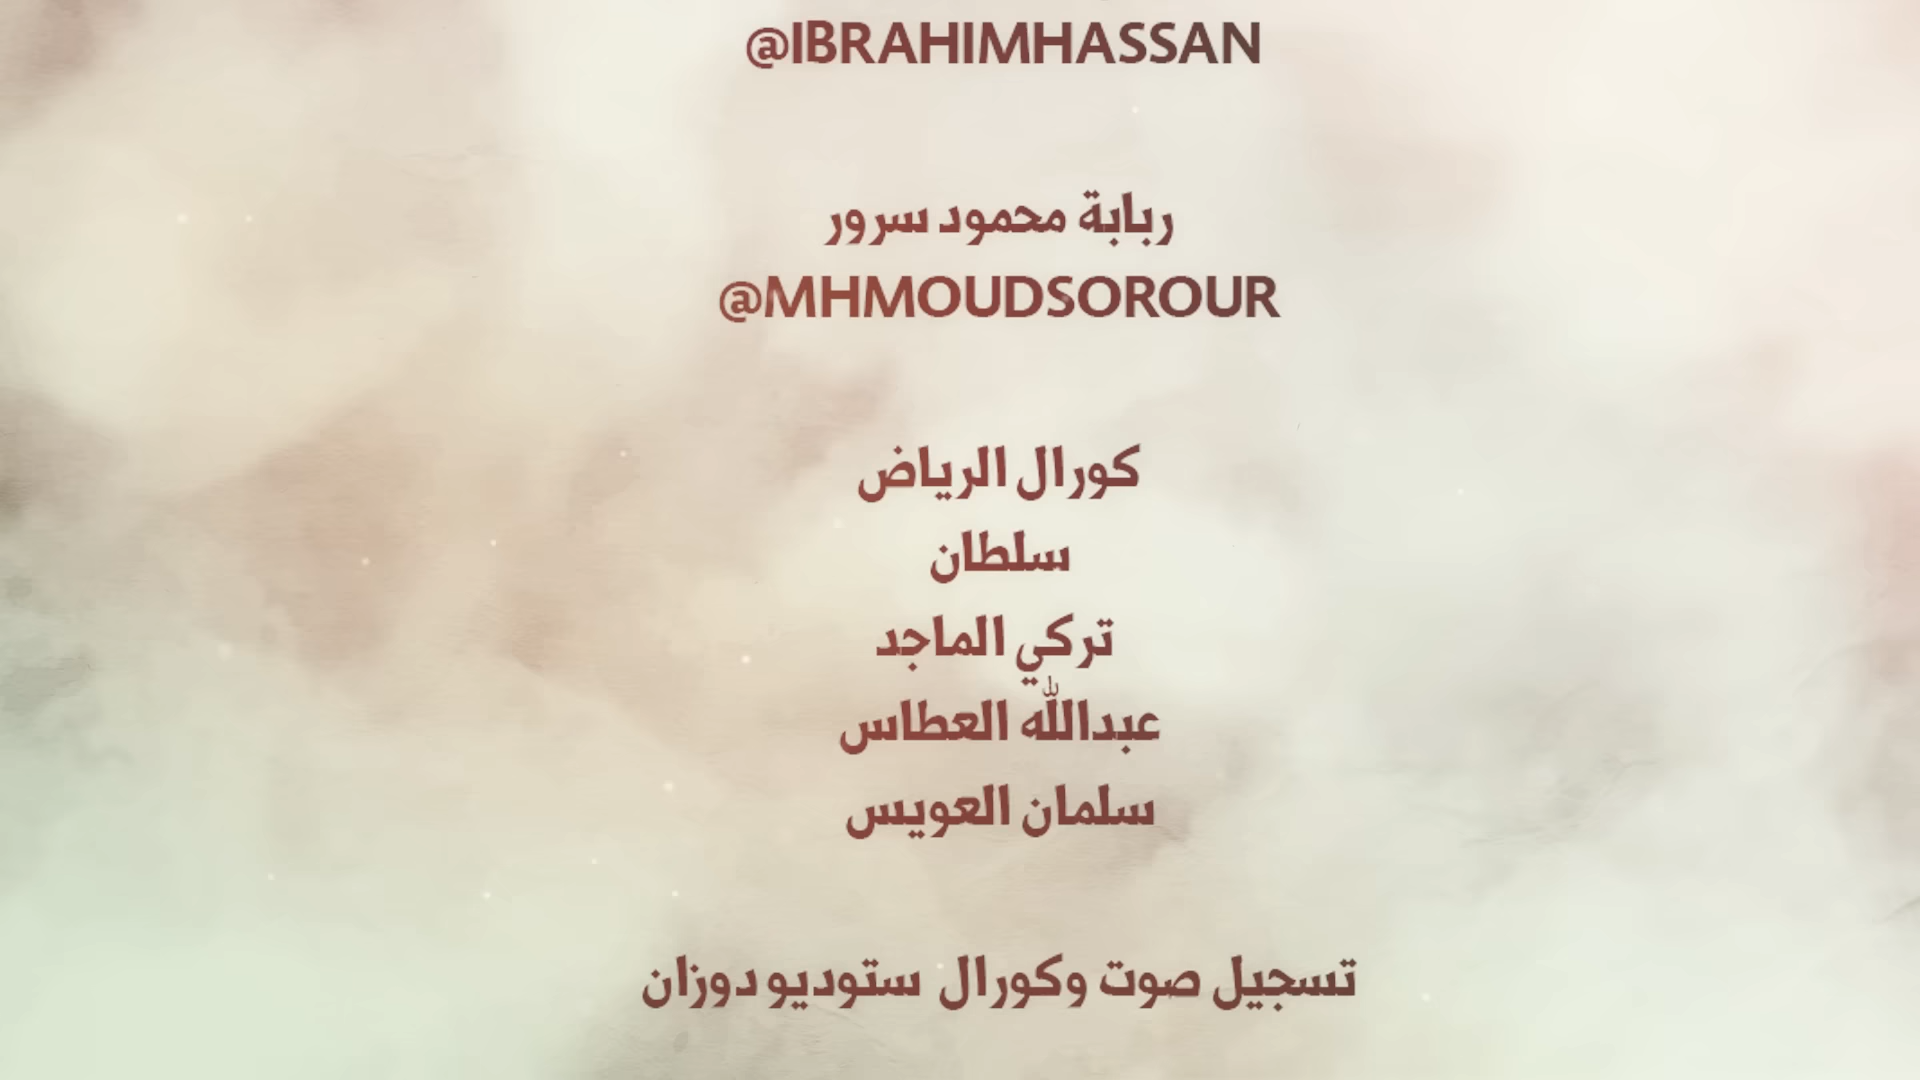 @IBRAHIMHASSAN
ربابة محمود سرور
@MHMOUDSOROUR
كورال الرياض
سلطان
تركي الماجد
عبدالله العطاس
سلمان العويس
تسجيل صوت وكورال ستوديو دوزان